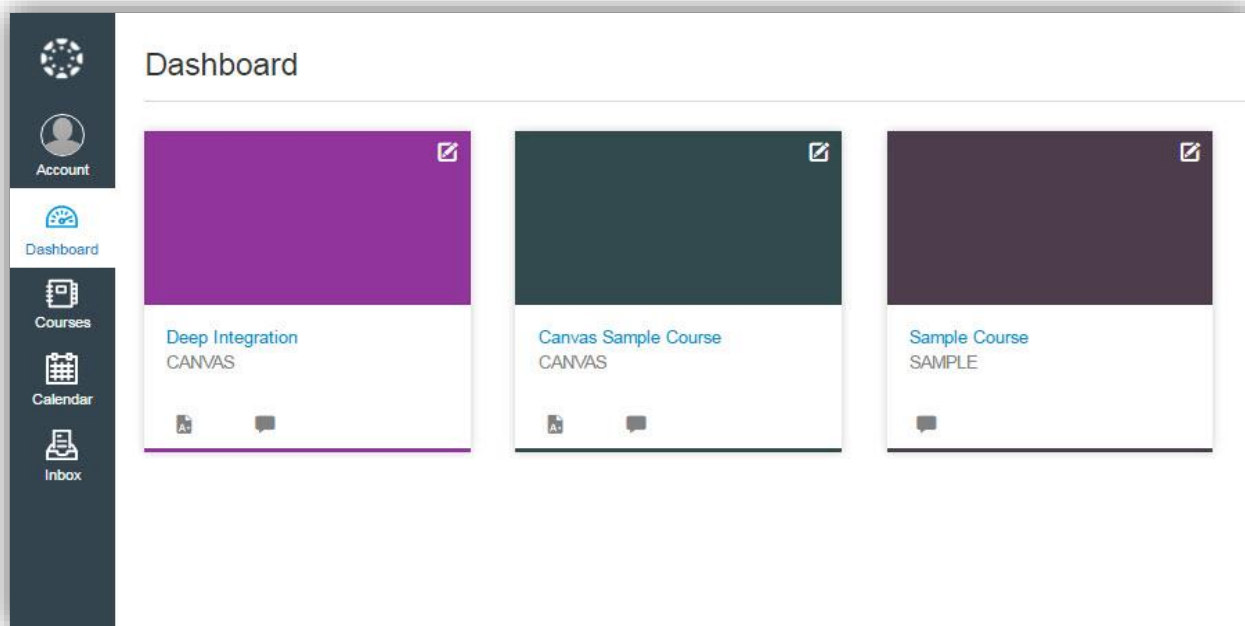 Dashboard
Account
Dashboard
Courses
Calendar
Inbox
Deep Integration
CANVAS
A+
Canvas Sample Course
CANVAS
A+
Sample Course
SAMPLE